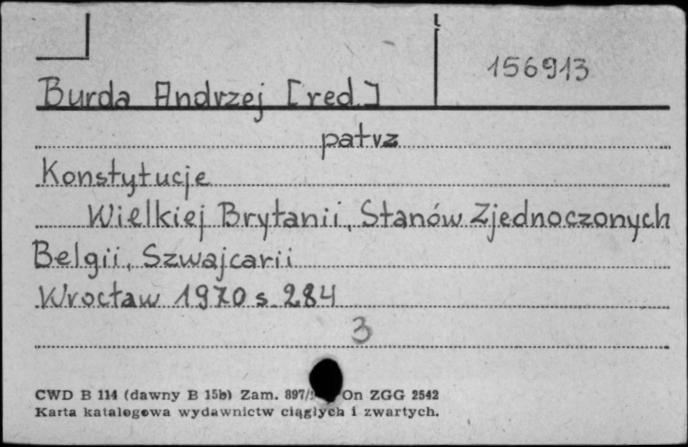 156913
Burda Andrzej [red.]
patrz
Konstytucje
Wielkiej Brytanii, Stanów Zjednoczonych
Belgii, Szwajcarii
Wrocław 1970 s. 284
3
CWD B 114 (dawny B 15b) Zam. 897/ On ZGG 2542
Karta katalogowa wydawnictw ciągłych i zwartych.